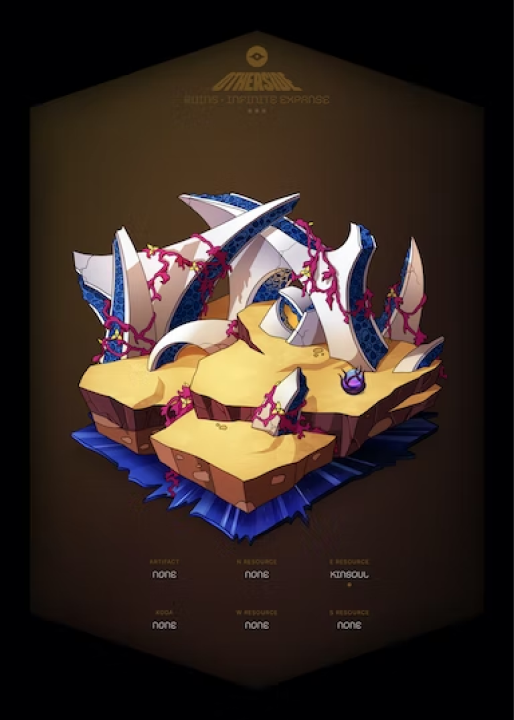 OTHERSIDE
RUINS - INFINITE EXPANSE
ARTIFACT
N RESOURCE
E RESOURCE
NONE
NONE
KINSOUL
KODA
W RESOURCE
S RESOURCE
NONE
NONE
NONE